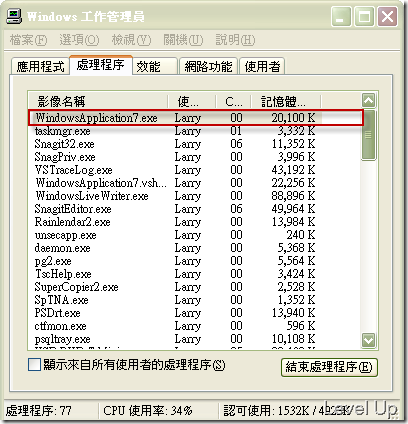 Windows 工作管理員
檔案(F) 選項(O) 檢視(V) 關機(U) 說明(H)
應用程式 處理程序 效能 網路功能 使用者
影像名稱 使... C... 記憶體...
WindowsApplication7.exe Larry 00 20,100 K
taskmgr.exe Larry 01 3,332 K
Snagit32.exe Larry 06 11,352 K
SnagPriv.exe Larry 00 3,996 K
VSTraceLog.exe Larry 00 43,192 K
WindowsApplication7.vsh... Larry 00 22,256 K
WindowsLiveWriter.exe Larry 00 88,896 K
SnagitEditor.exe Larry 06 49,964 K
Rainlendar2.exe Larry 00 13,984 K
unsecapp.exe Larry 00 240 K
daemon.exe Larry 00 5,368 K
pg2.exe Larry 00 5,564 K
TscHelp.exe Larry 00 3,424 K
SuperCopier2.exe Larry 00 2,528 K
SpTNA.exe Larry 00 1,352 K
PSDrt.exe Larry 00 13,940 K
ctfmon.exe Larry 00 596 K
psqltray.exe Larry 00 10,108 K
顯示來自所有使用者的處理程序(S)
結束處理程序(E)
處理程序: 77 CPU 使用率: 34% 認可使用: 1532K / 4925K
Level Up